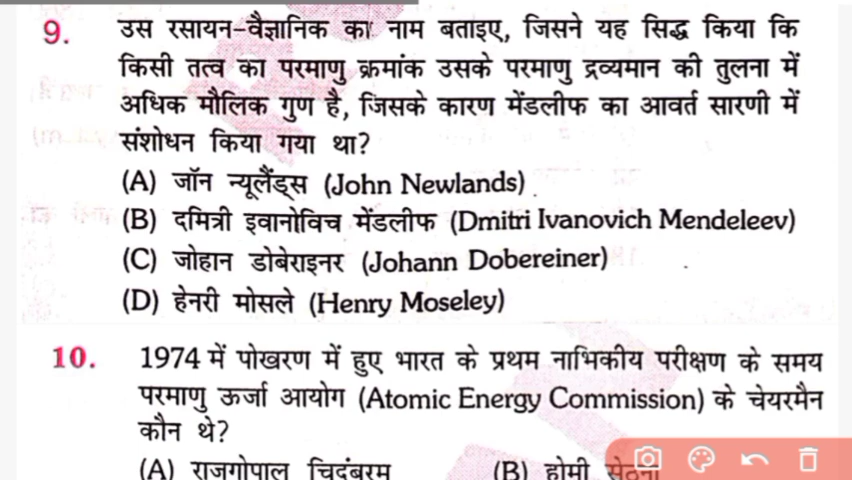 9. उस रसायन-वैज्ञानिक का नाम बताइए, जिसने यह सिद्ध किया कि
किसी तत्व का परमाणु क्रमांक उसके परमाणु द्रव्यमान की तुलना में
अधिक मौलिक गुण है, जिसके कारण मेंडलीफ का आवर्त सारणी में
संशोधन किया गया था?
(A) जॉन न्यूलैंड्स (John Newlands)
(B) दमित्री इवानोविच मेंडलीफ (Dmitri Ivanovich Mendeleev)
(C) जोहान डोबेराइनर (Johann Dobereiner)
(D) हेनरी मोसले (Henry Moseley)
10. 1974 में पोखरण में हुए भारत के प्रथम नाभिकीय परीक्षण के समय
परमाणु ऊर्जा आयोग (Atomic Energy Commission) के चेयरमैन
कौन थे?
(A) राजगोपाल चिदंबरम (B) होमी सेठना